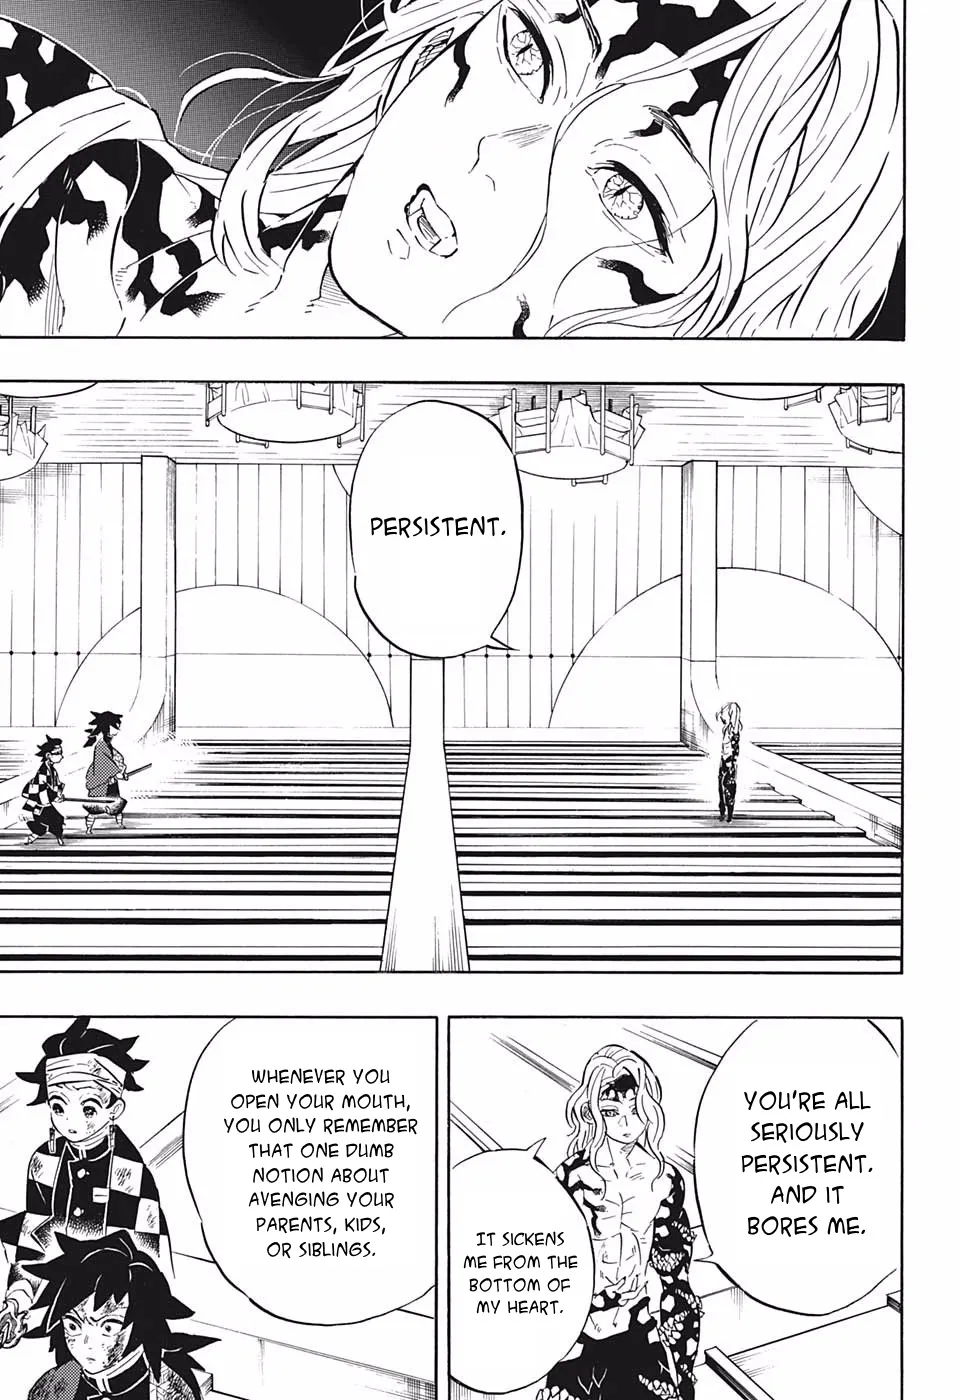 PERSISTENT.
YOU'RE ALL
SERIOUSLY
PERSISTENT.
AND IT
BORES ME.
IT SICKENS
ME FROM THE
BOTTOM OF
MY HEART.
WHENEVER YOU
OPEN YOUR MOUTH,
YOU ONLY REMEMBER
THAT ONE DUMB
NOTION ABOUT
AVENGING YOUR
PARENTS, KIDS,
OR SIBLINGS.